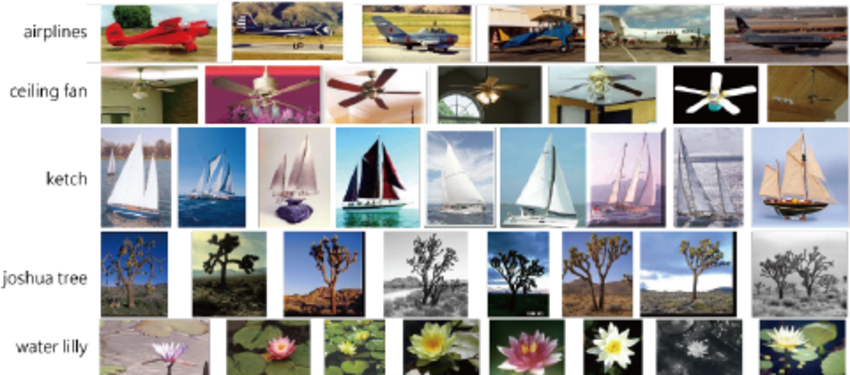 airplines
ceiling fan
ketch
joshua tree
water lilly